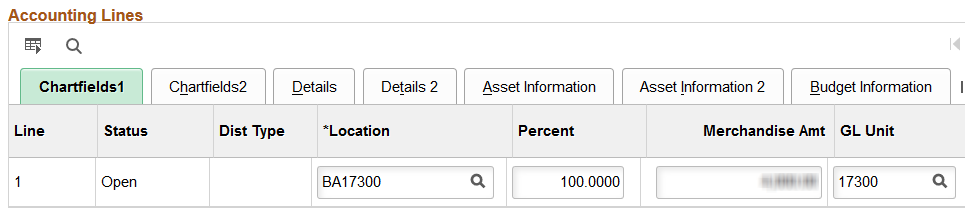 Accounting Lines
Chartfields1 Chartfields2 Details Details 2 Asset Information Asset Information 2 Budget Information
Line Status Dist Type *Location Percent Merchandise Amt GL Unit
1 Open BA17300 100.0000 17300